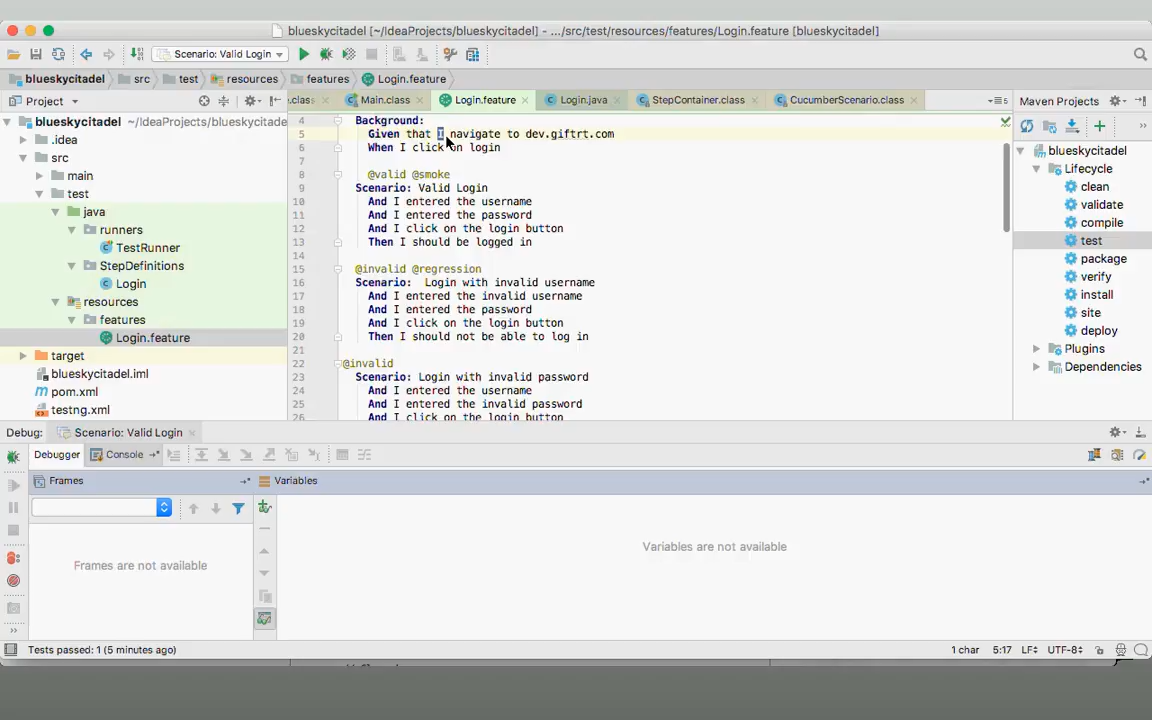 blueskycitadel [~/IdeaProjects/blueskycitadel] - .../src/test/resources/features/Login.feature [blueskycitadel]
Scenario: Valid Login
blueskycitadel src test resources features Login.feature
Project
.class Main.class Login.feature Login.java StepContainer.class CucumberScenario.class
Maven Projects
blueskycitadel ~/IdeaProjects/blueskycitade
.idea
src
main
test
java
runners
TestRunner
StepDefinitions
Login
resources
features
Login.feature
target
blueskycitadel.iml
pom.xml
testng.xml
4 Background:
5 Given that I navigate to dev.giftrt.com
6 When I click on login
7
8 @valid @smoke
9 Scenario: Valid Login
10 And I entered the username
11 And I entered the password
12 And I click on the login button
13 Then I should be logged in
14
15 @invalid @regression
16 Scenario: Login with invalid username
17 And I entered the invalid username
18 And I entered the password
19 And I click on the login button
20 Then I should not be able to log in
21
22 @invalid
23 Scenario: Login with invalid password
24 And I entered the username
25 And I entered the invalid password
26 And I click on the login button
blueskycitadel
Lifecycle
clean
validate
compile
test
package
verify
install
site
deploy
Plugins
Dependencies
Debug: Scenario: Valid Login
Debugger Console
Frames
Variables
Frames are not available
Variables are not available
Tests passed: 1 (5 minutes ago)
1 char 5:17 LF UTF-8